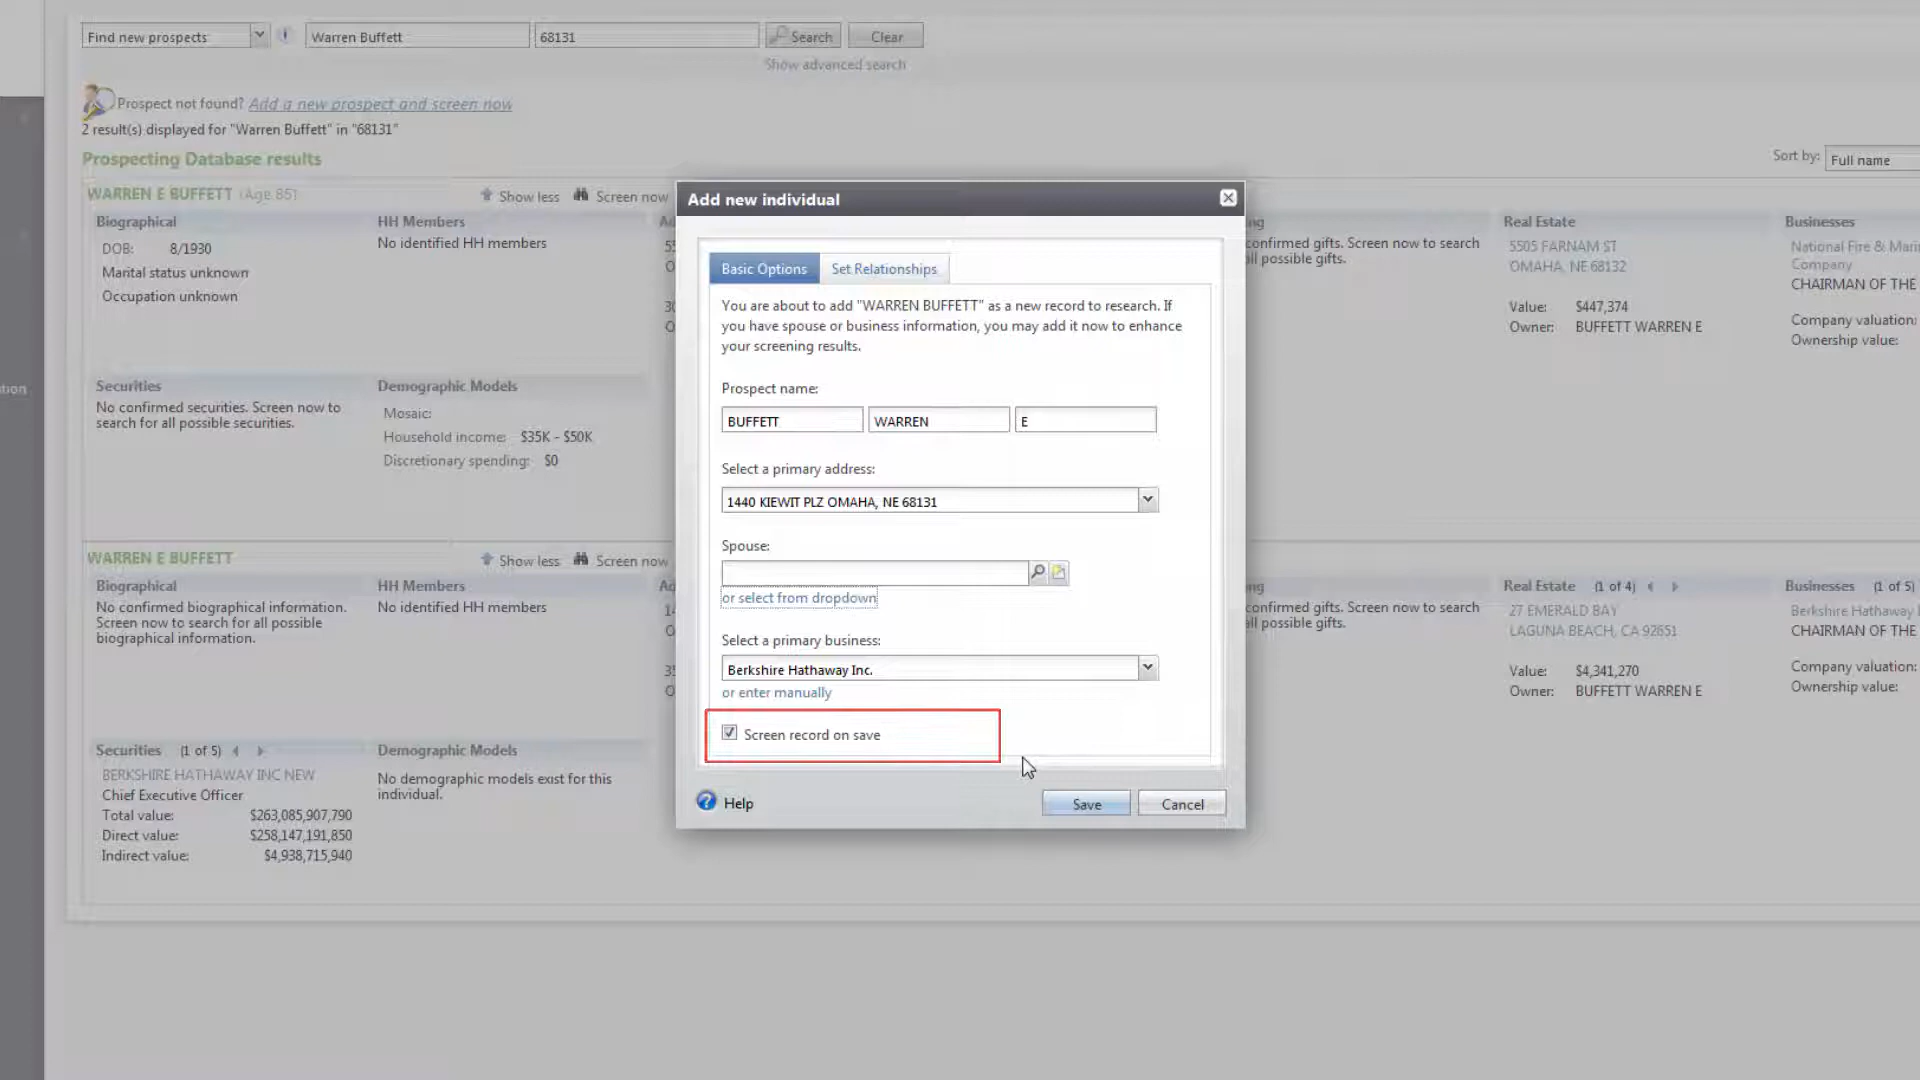 Find new prospects
Warren Buffett
68131
Search
Clear
Show advanced search
Prospect not found? Add a new prospect and screen now
2 result(s) displayed for "Warren Buffett" in "68131"
Prospecting Database results
Sort by:
Full name
WARREN E BUFFETT (Age 85)
Show less
Screen now
Biographical
DOB: 8/1930
Marital status unknown
Occupation unknown
HH Members
No identified HH members
confirmed gifts. Screen now to search
all possible gifts.
Real Estate
5505 FARNAM ST
OMAHA, NE 68132
Value: $447,374
Owner: BUFFETT WARREN E
Businesses
National Fire &
Company
CHAIRMAN OF THE
Company valuation:
Ownership value:
Securities
No confirmed securities. Screen now to
search for all possible securities.
Demographic Models
Mosaic:
Household income: $35K - $50K
Discretionary spending: $0
WARREN E BUFFETT
Show less
Screen now
Biographical
No confirmed biographical information.
Screen now to search for all possible
biographical information.
HH Members
No identified HH members
confirmed gifts. Screen now to search
all possible gifts.
Real Estate (1 of 4)
27 EMERALD BAY
LAGUNA BEACH, CA 92651
Value: $4,341,270
Owner: BUFFETT WARREN E
Businesses (1 of 5)
Berkshire Hathaway
CHAIRMAN OF THE
Company valuation:
Ownership value:
Securities (1 of 5)
BERKSHIRE HATHAWAY INC NEW
Chief Executive Officer
Total value: $263,085,907,790
Direct value: $258,147,191,850
Indirect value: $4,938,715,940
Demographic Models
No demographic models exist for this
individual.
Add new individual
Basic Options
Set Relationships
You are about to add "WARREN BUFFETT" as a new record to research. If
you have spouse or business information, you may add it now to enhance
your screening results.
Prospect name:
BUFFETT
WARREN
E
Select a primary address:
1440 KIEWIT PLZ OMAHA, NE 68131
Spouse:
or select from dropdown
Select a primary business:
Berkshire Hathaway Inc.
or enter manually
Screen record on save
Help
Save
Cancel